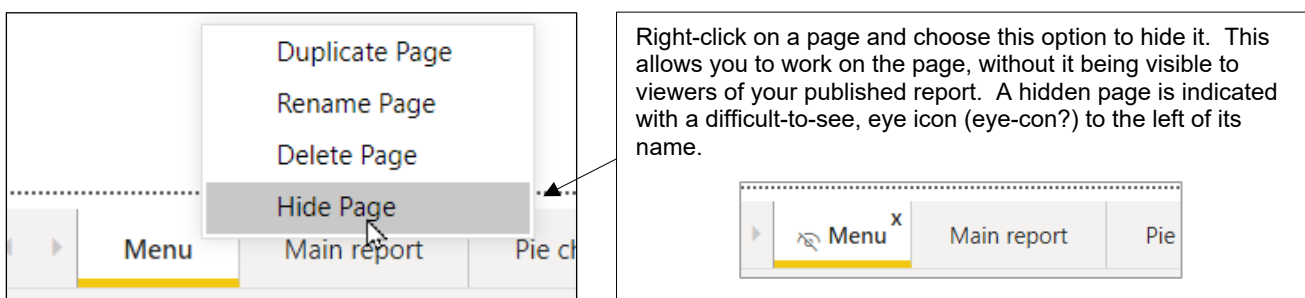 Duplicate Page
Rename Page
Delete Page
Hide Page
Menu Main report Pie ch
Right-click on a page and choose this option to hide it. This
allows you to work on the page, without it being visible to
viewers of your published report. A hidden page is indicated
with a difficult-to-see, eye icon (eye-con?) to the left of its
name.
Menu x Main report Pie